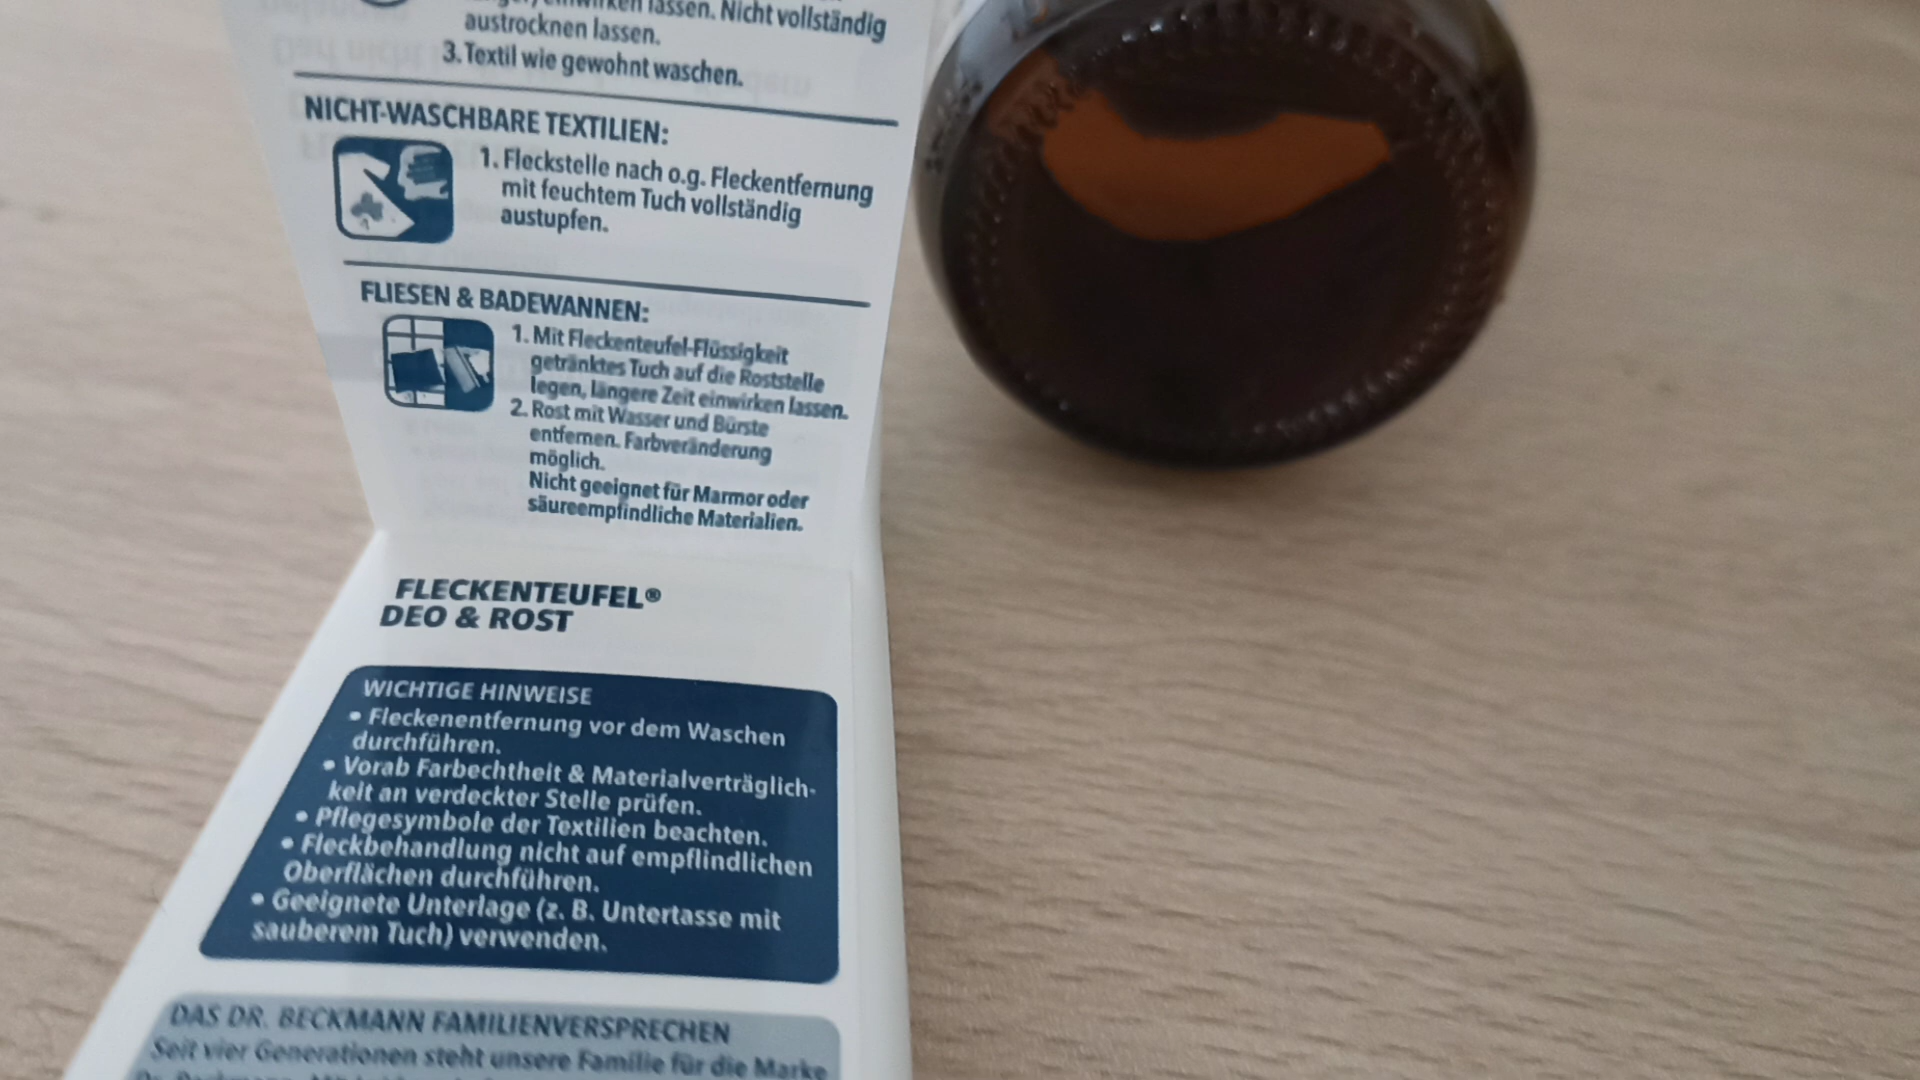 einwirken lassen. Nicht vollständig
austrocknen lassen.
3. Textil wie gewohnt waschen.
NICHT-WASCHBARE TEXTILIEN:
1. Fleckstelle nach o.g. Fleckentfernung
mit feuchtem Tuch vollständig
austupfen.
FLIESEN & BADEWANNEN:
1. Mit Fleckenteufel-Flüssigkeit
getränktes Tuch auf die Roststelle
legen, längere Zeit einwirken lassen.
2. Rost mit Wasser und Bürste
entfernen. Farbveränderung
möglich.
Nicht geeignet für Marmor oder
säureempfindliche Materialien.
FLECKENTEUFEL®
DEO & ROST
WICHTIGE HINWEISE
• Fleckenentfernung vor dem Waschen
durchführen.
• Vorab Farbechtheit & Materialverträglich-
keit an verdeckter Stelle prüfen.
• Pflegesymbole der Textilien beachten.
• Fleckbehandlung nicht auf empflindlichen
Oberflächen durchführen.
• Geeignete Unterlage (z. B. Untertasse mit
sauberem Tuch) verwenden.
DAS DR. BECKMANN FAMILIENVERSPRECHEN
Seit vier Generationen steht unsere Familie für die Marke